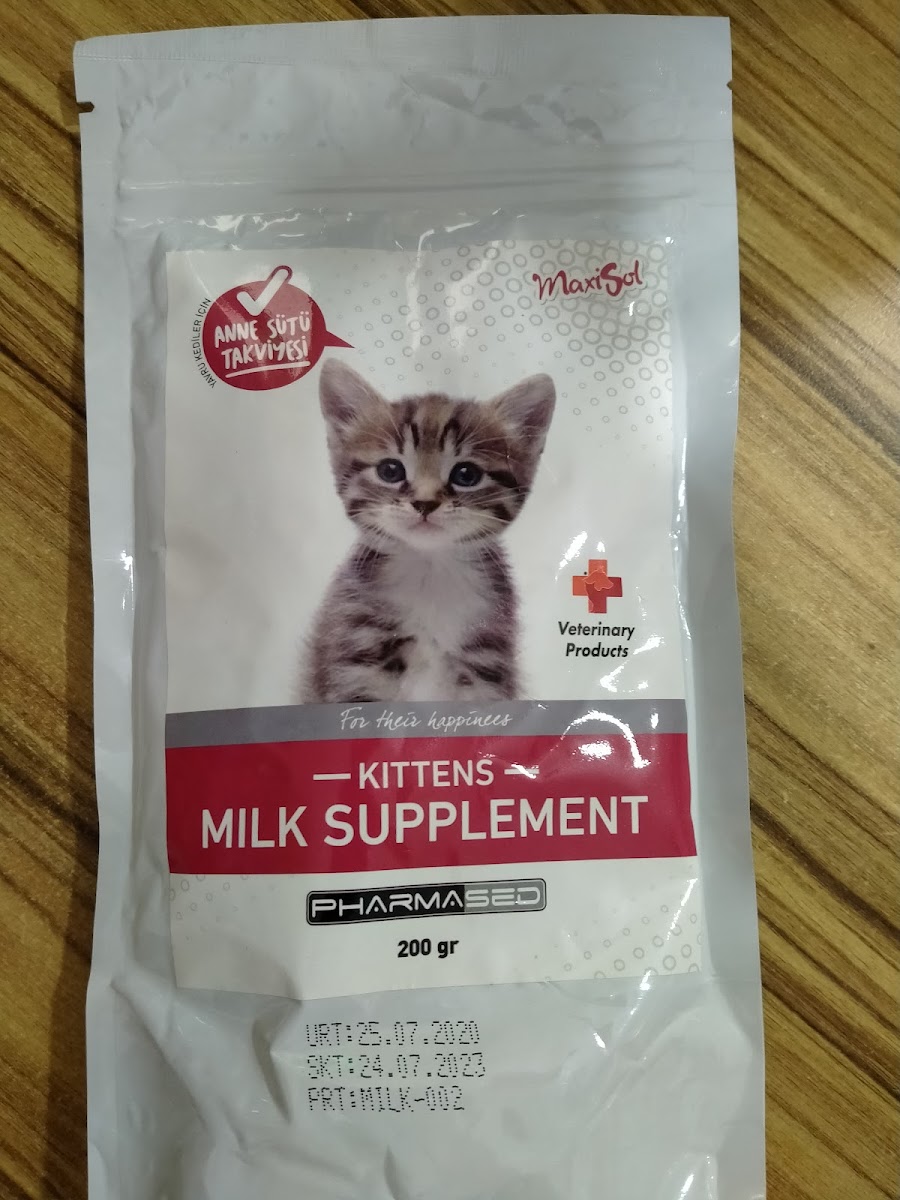 YAVRU KEDİLER İÇİN
ANNE SÜTÜ
TAKVİYESİ
MaxiSol
Veterinary
Products
For their happinees
KITTENS
MILK SUPPLEMENT
PHARMASED
200 gr
URT:25.07.2020
SKT:24.07.2023
PRT:MILK-002